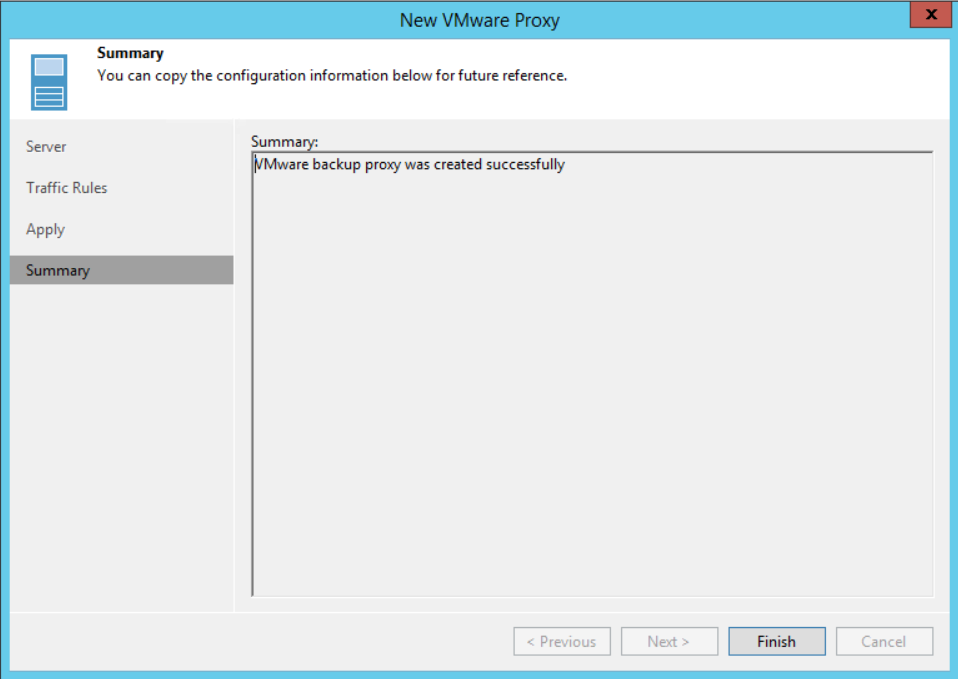 New VMware Proxy
x
Summary
You can copy the configuration information below for future reference.
Server
Traffic Rules
Apply
Summary
Summary:
VMware backup proxy was created successfully
< Previous
Next >
Finish
Cancel